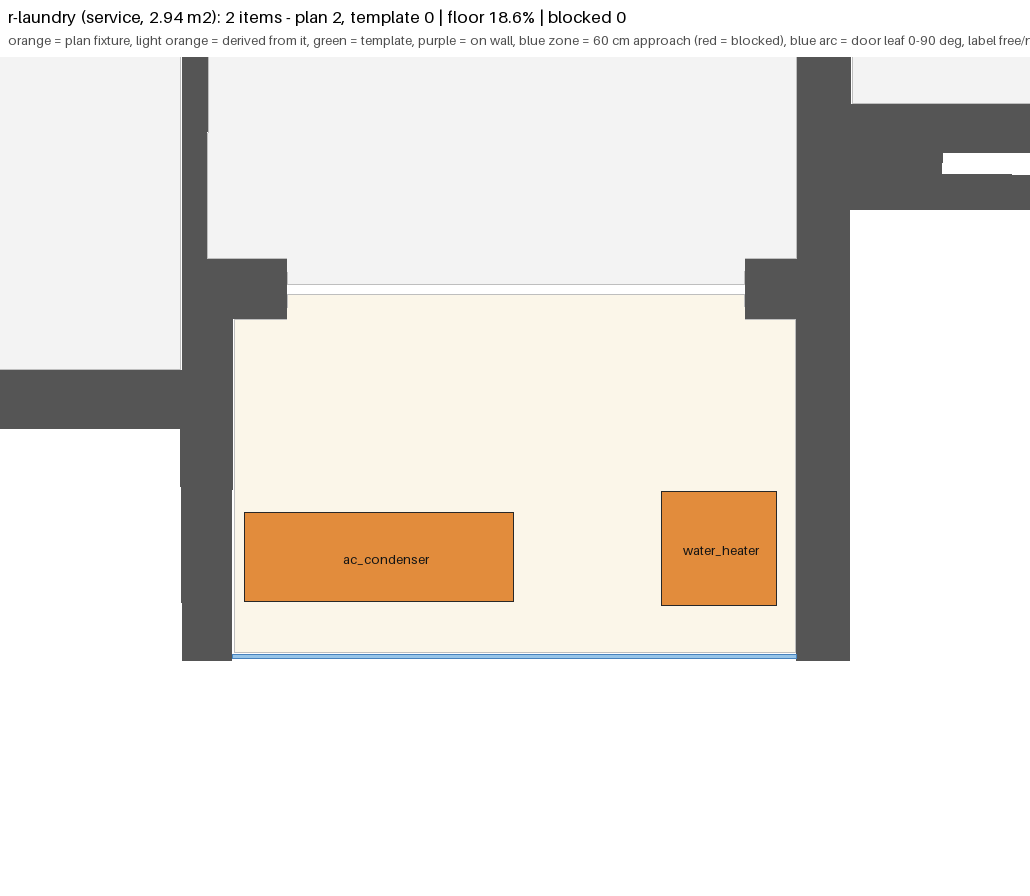 r-laundry (service, 2.94 m2): 2 items - plan 2, template 0 | floor 18.6% | blocked 0
orange = plan fixture, light orange = derived from it, green = template, purple = on wall, blue zone = 60 cm approach (red = blocked), blue arc = door leaf 0-90 deg, label free/r
water_heater
ac_condenser